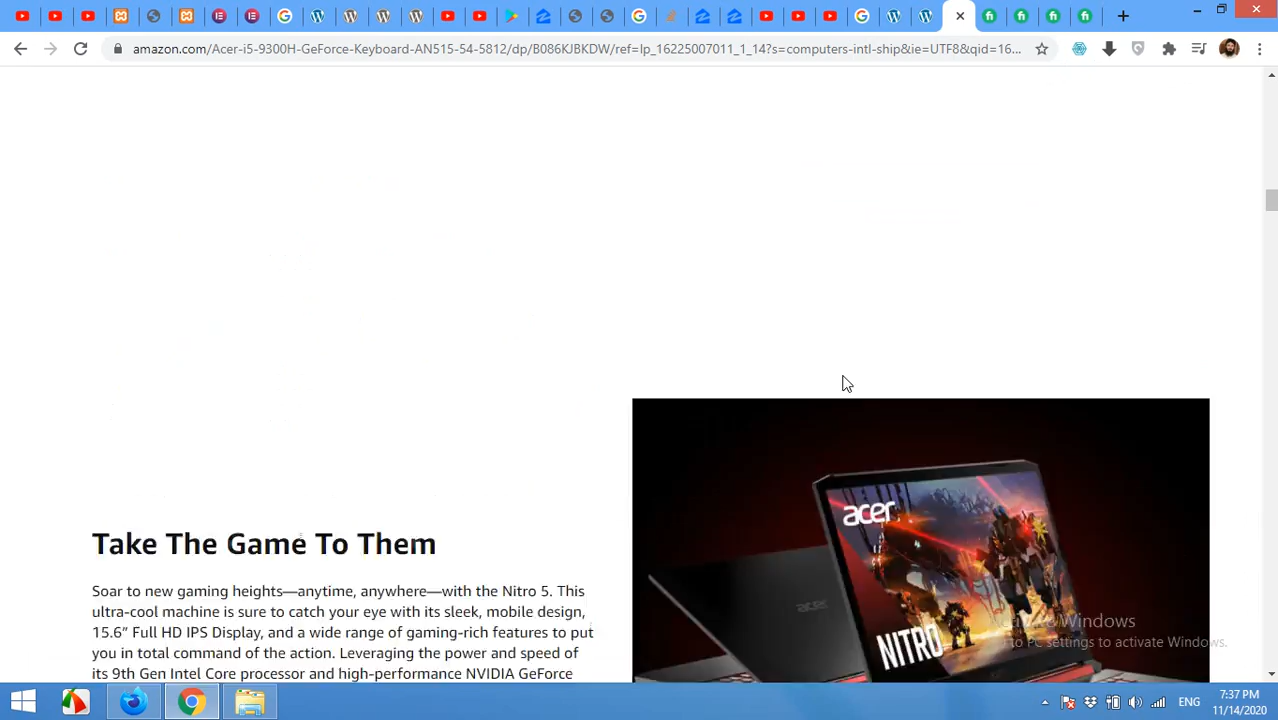 amazon.com/Acer-i5-9300H-GeForce-Keyboard-AN515-54-5812/dp/B086KJBKDW/ref=lp_16225007011_1_14?s=computers-intl-ship&ie=UTF8&qid=16...
acer
acer
NITRO
Take The Game To Them
Soar to new gaming heights—anytime, anywhere—with the Nitro 5. This
ultra-cool machine is sure to catch your eye with its sleek, mobile design,
15.6” Full HD IPS Display, and a wide range of gaming-rich features to put
you in total command of the action. Leveraging the power and speed of
its 9th Gen Intel Core processor and high-performance NVIDIA GeForce
Activate Windows
to PC settings to activate Windows.
ENG
7:37 PM
11/14/2020